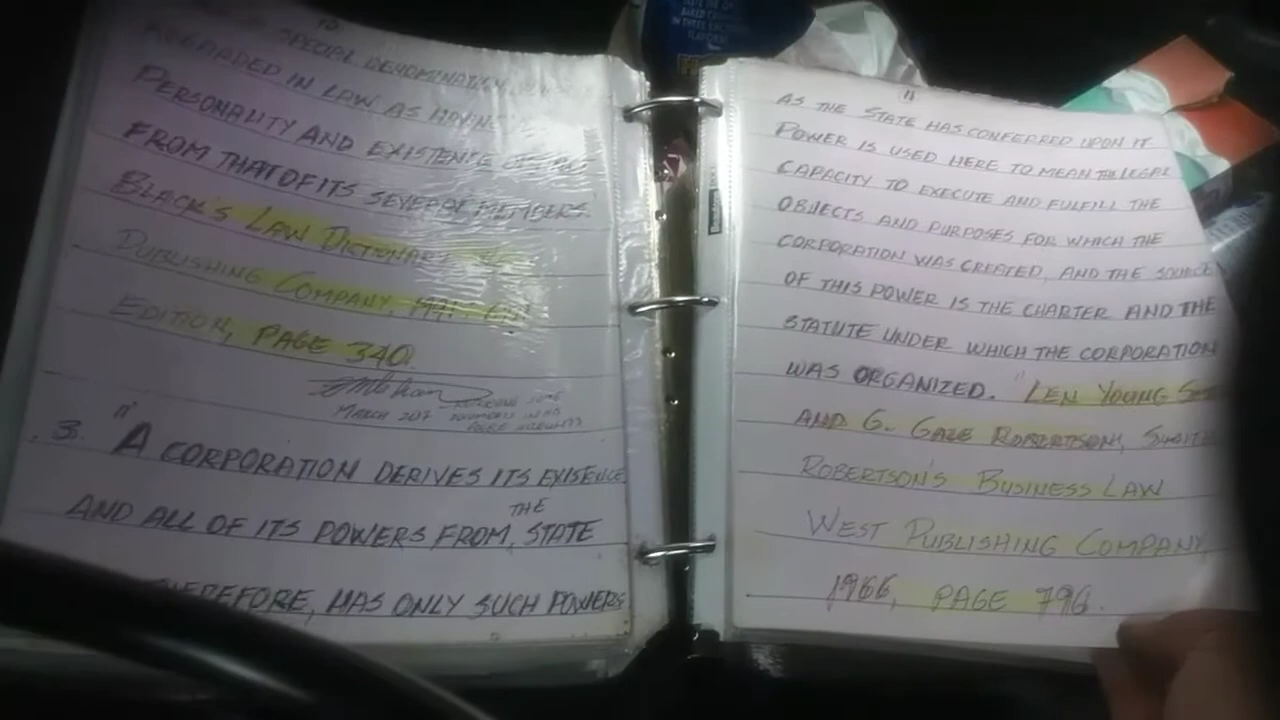 10
SPECIAL DENOMINATION,
REGARDED IN LAW AS HAVING
PERSONALITY AND EXISTENCE
FROM THAT OF ITS SEVERAL MEMBERS.
BLACK'S LAW DICTIONARY
PUBLISHING COMPANY, 1991
EDITION, PAGE 340.
MARCH 2017
3. "A CORPORATION DERIVES ITS EXISTENCE
AND ALL OF ITS POWERS FROM, THE STATE
THEREFORE, HAS ONLY SUCH POWERS
11
AS THE STATE HAS CONFERRED UPON IT.
POWER IS USED HERE TO MEAN THE LEGAL
CAPACITY TO EXECUTE AND FULFILL THE
OBJECTS AND PURPOSES FOR WHICH THE
CORPORATION WAS CREATED, AND THE SOURCE
OF THIS POWER IS THE CHARTER AND THE
STATUTE UNDER WHICH THE CORPORATION
WAS ORGANIZED. "LEN YOUNG
AND G. GALE ROBERTSON,
ROBERTSON'S BUSINESS LAW
WEST PUBLISHING COMPANY,
1966, PAGE 796.